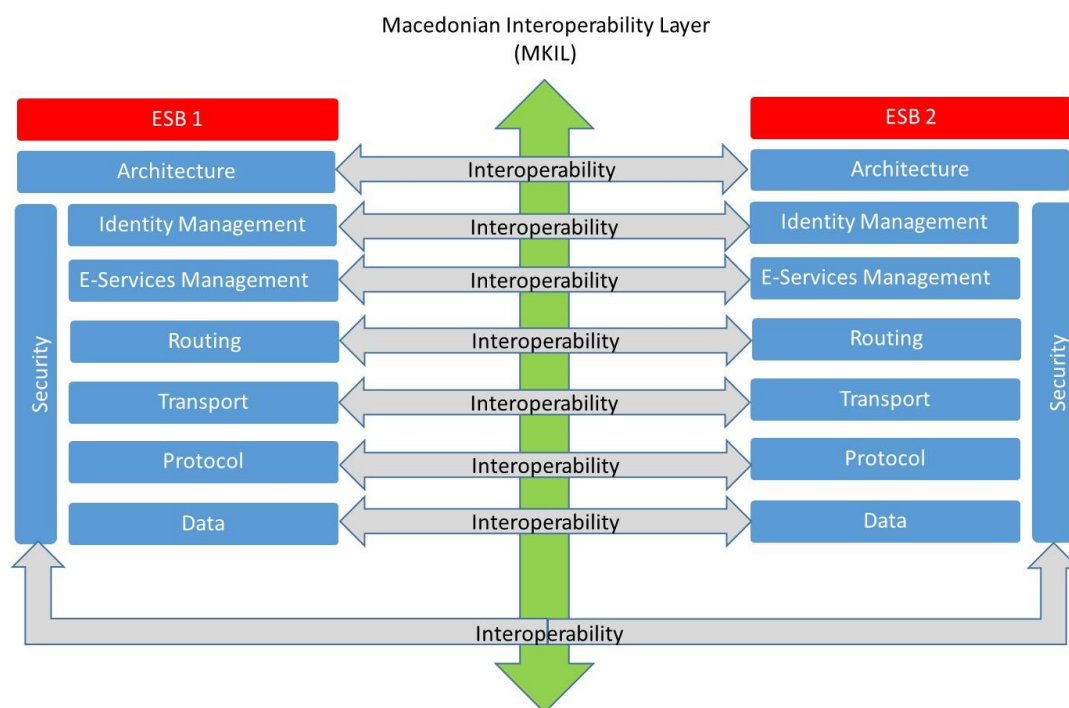 Macedonian Interoperability Layer
(MKIL)
ESB 1
ESB 2
Architecture
Interoperability
Architecture
Identity Management
Interoperability
Identity Management
E-Services Management
Interoperability
E-Services Management
Routing
Interoperability
Routing
Security
Security
Transport
Interoperability
Transport
Protocol
Interoperability
Protocol
Data
Interoperability
Data
Interoperability